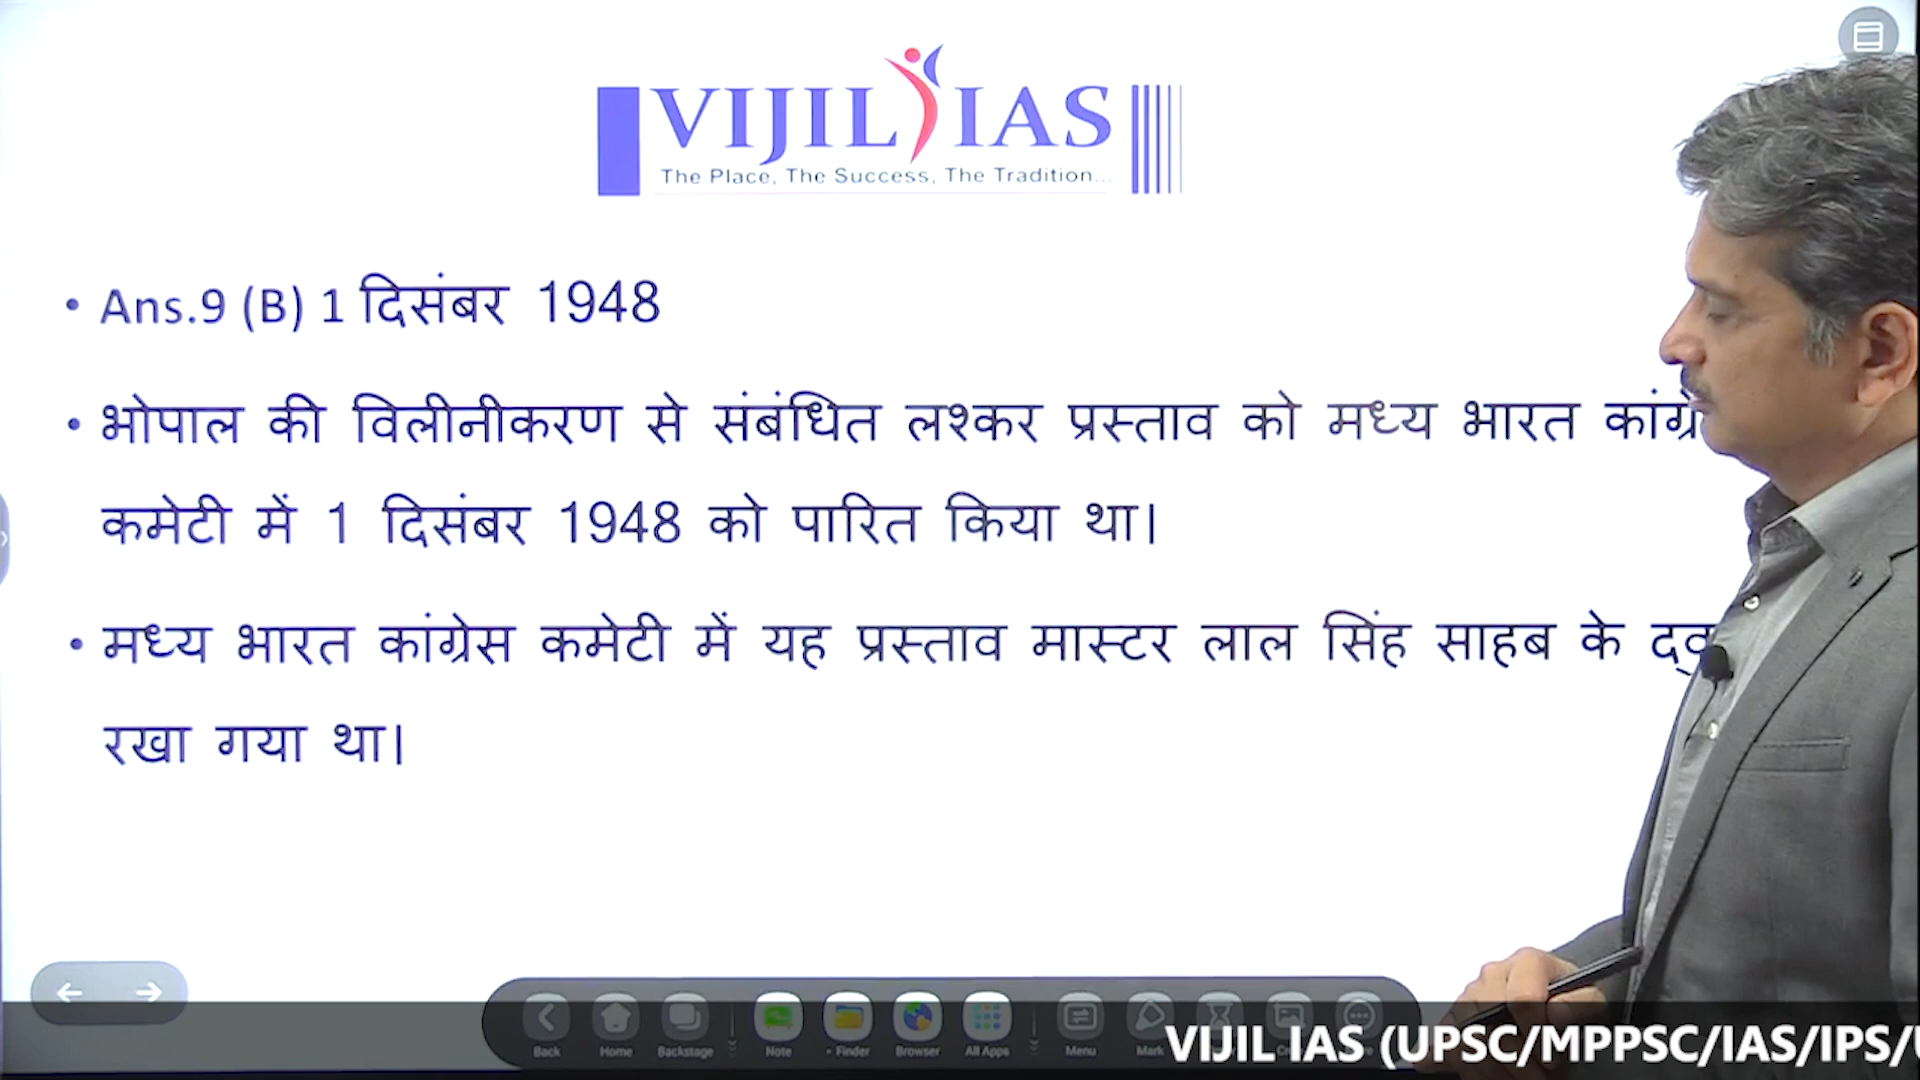 VIJIL IAS
The Place, The Success, The Tradition...
• Ans.9 (B) 1 दिसंबर 1948
• भोपाल की विलीनीकरण से संबंधित लश्कर प्रस्ताव को मध्य भारत
कमेटी में 1 दिसंबर 1948 को पारित किया था।
• मध्य भारत कांग्रेस कमेटी में यह प्रस्ताव मास्टर लाल सिंह साहब के
रखा गया था।
Back Home Backstage Note Finder Browser All Apps Menu Mark
VIJIL IAS (UPSC/MPPSC/IAS/IPS/